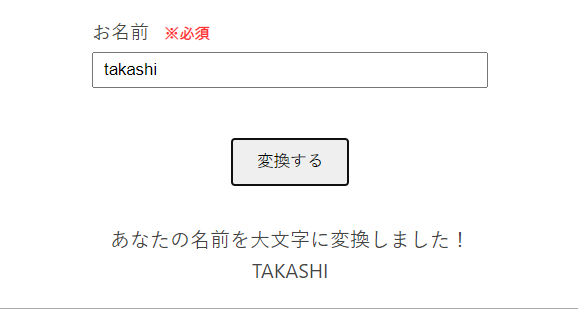 お名前 ※必須
takashi
変換する
あなたの名前を大文字に変換しました！
TAKASHI